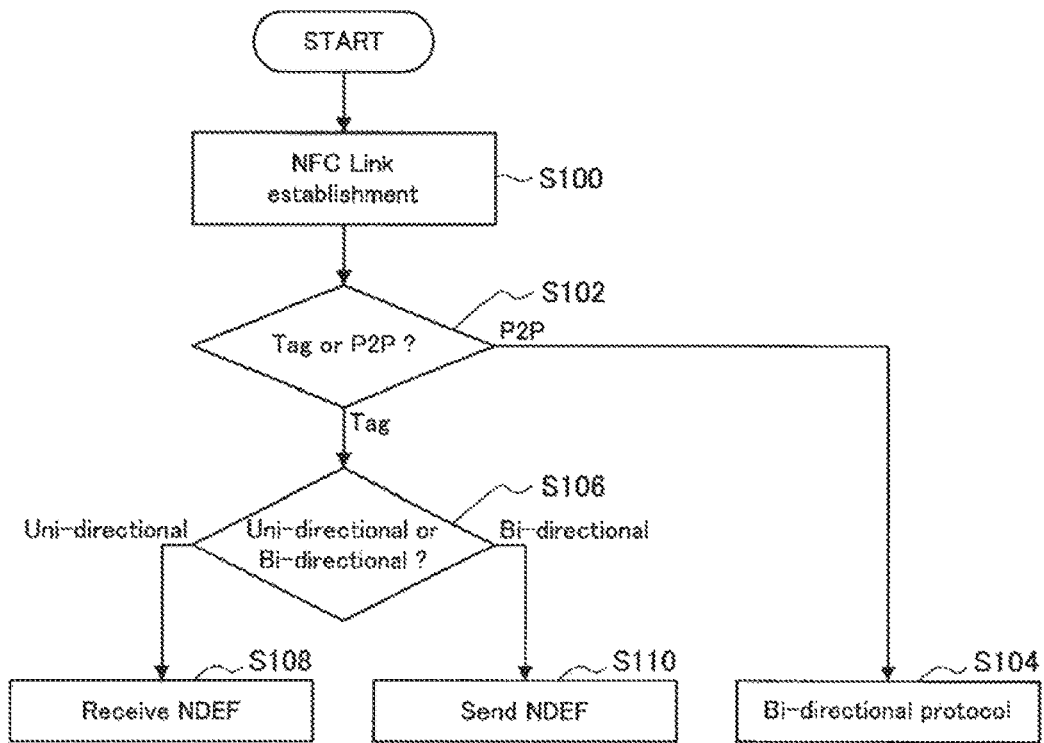 START
NFC Link
establishment
S100
S102
Tag or P2P ?
P2P
Tag
S106
Uni-directional
Uni-directional or
Bi-directional ?
Bi-directional
S108
Receive NDEF
S110
Send NDEF
S104
Bi-directional protocol